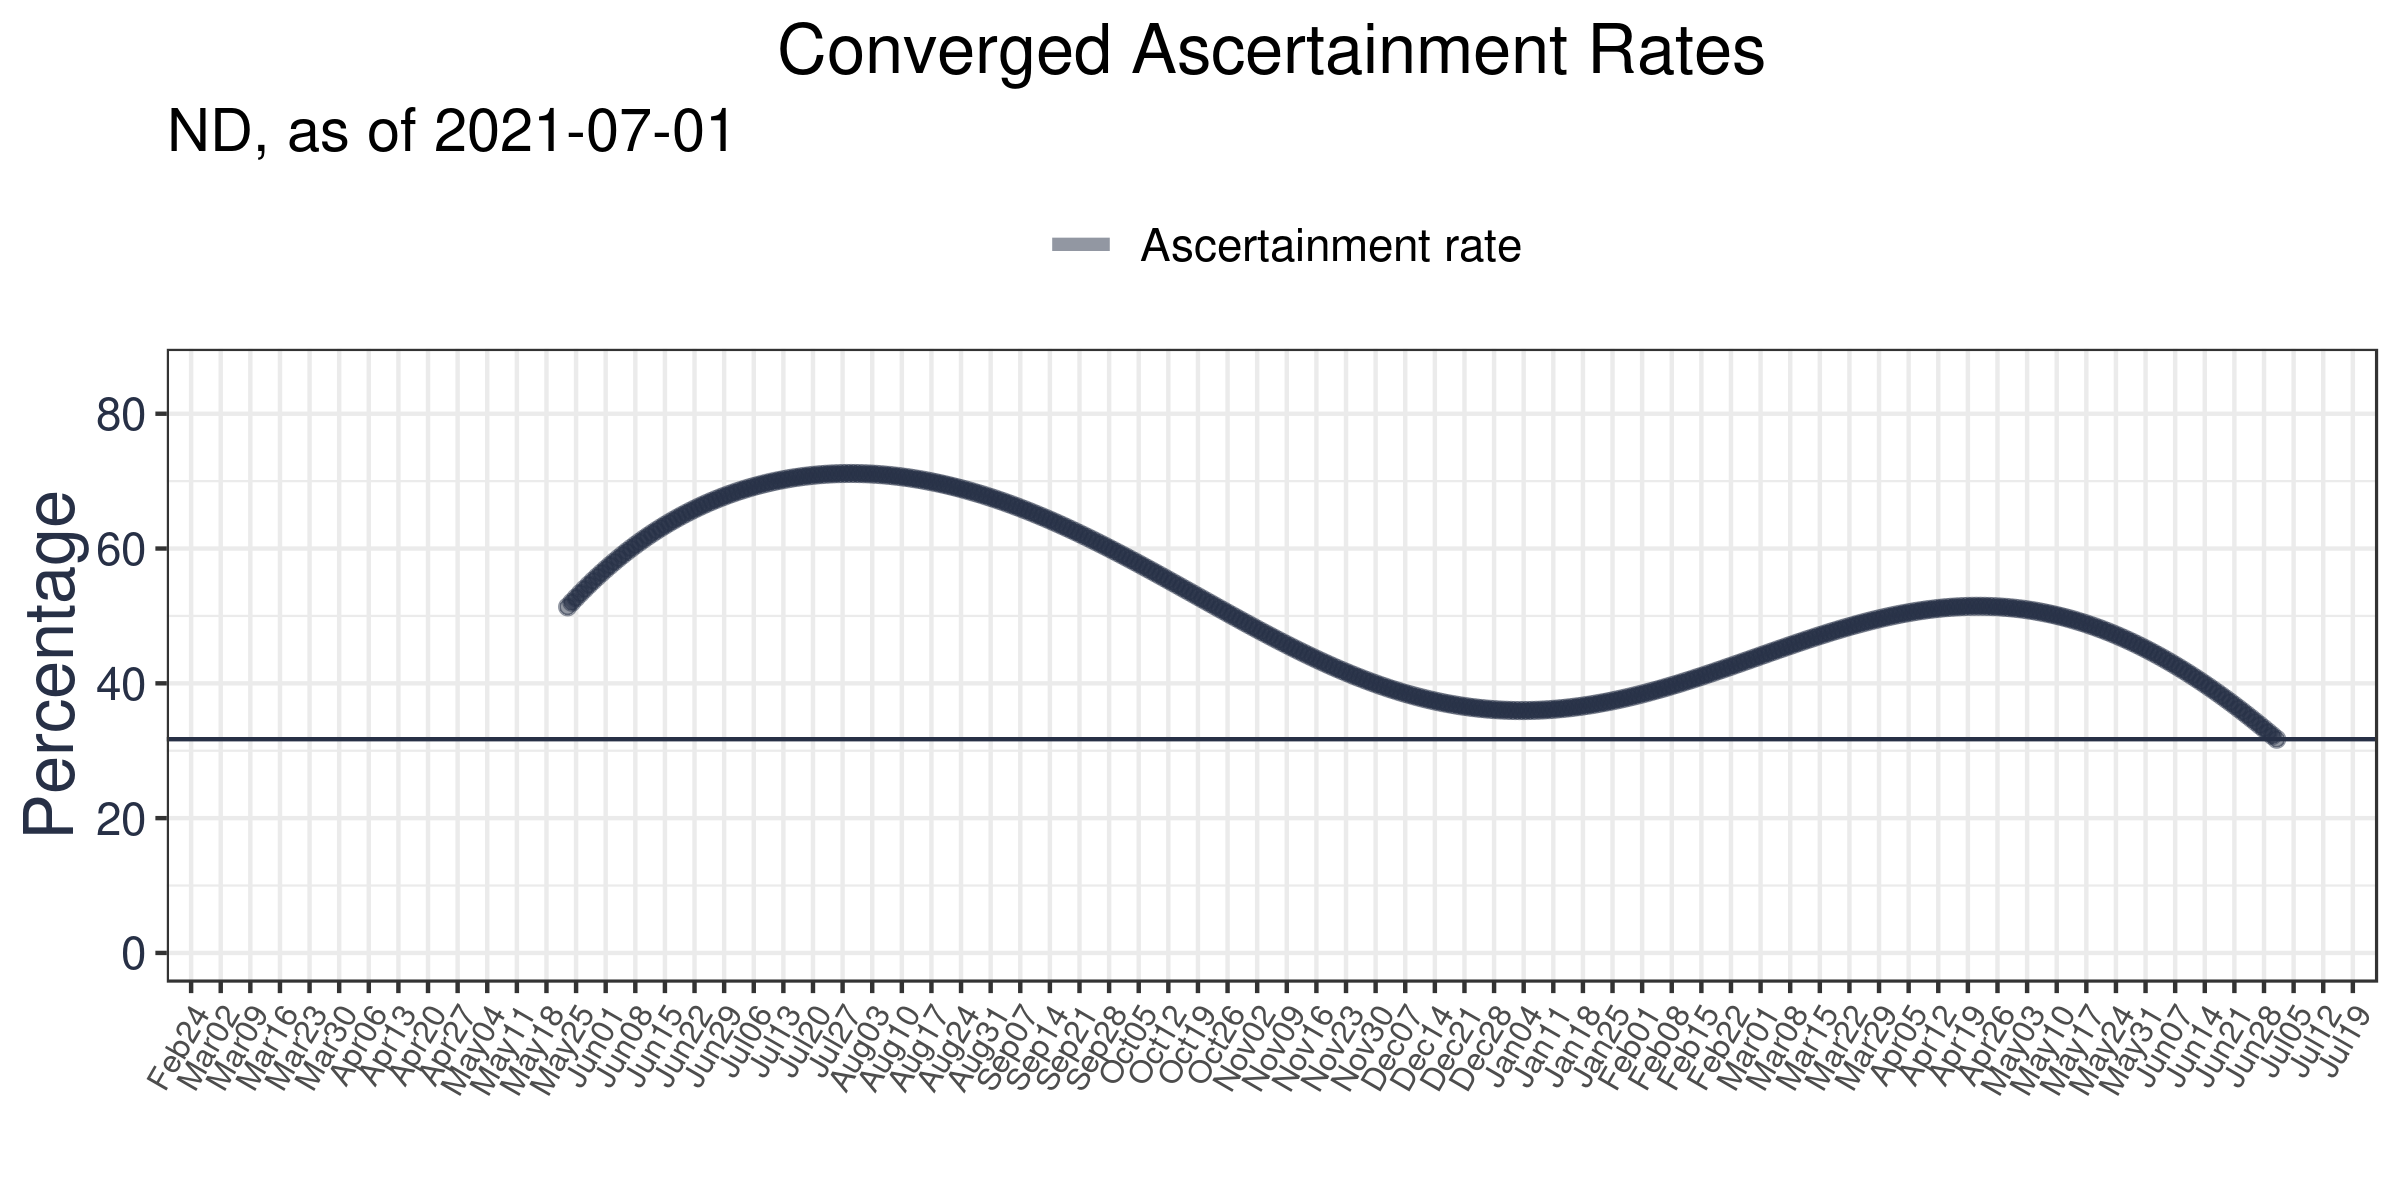 Converged Ascertainment Rates
ND, as of 2021-07-01
Ascertainment rate
Percentage
80
60
40
20
0
Feb24 Mar02 Mar09 Mar16 Mar23 Mar30 Apr06 Apr13 Apr20 Apr27 May04 May11 May18 May25 Jun01 Jun08 Jun15 Jun22 Jun29 Jul06 Jul13 Jul20 Jul27 Aug03 Aug10 Aug17 Aug24 Aug31 Sep07 Sep14 Sep21 Sep28 Oct05 Oct12 Oct19 Oct26 Nov02 Nov09 Nov16 Nov23 Nov30 Dec07 Dec14 Dec21 Dec28 Jan04 Jan11 Jan18 Jan25 Feb01 Feb08 Feb15 Feb22 Mar01 Mar08 Mar15 Mar22 Mar29 Apr05 Apr12 Apr19 Apr26 May03 May10 May17 May24 May31 Jun07 Jun14 Jun21 Jun28 Jul05 Jul12 Jul19